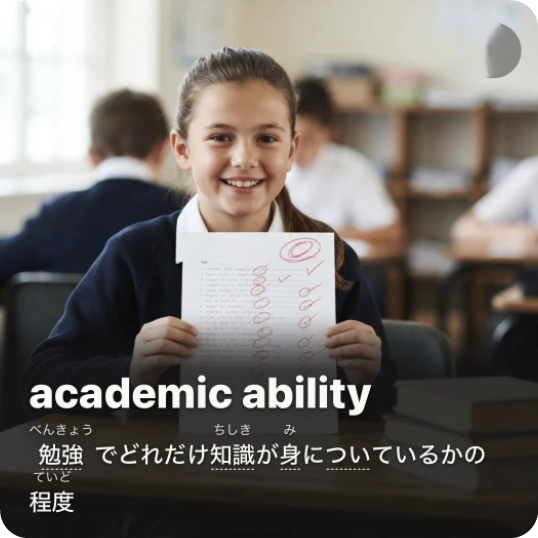 academic ability
べんきょう ちしき み
勉強 でどれだけ知識が身についているかの
ていど
程度